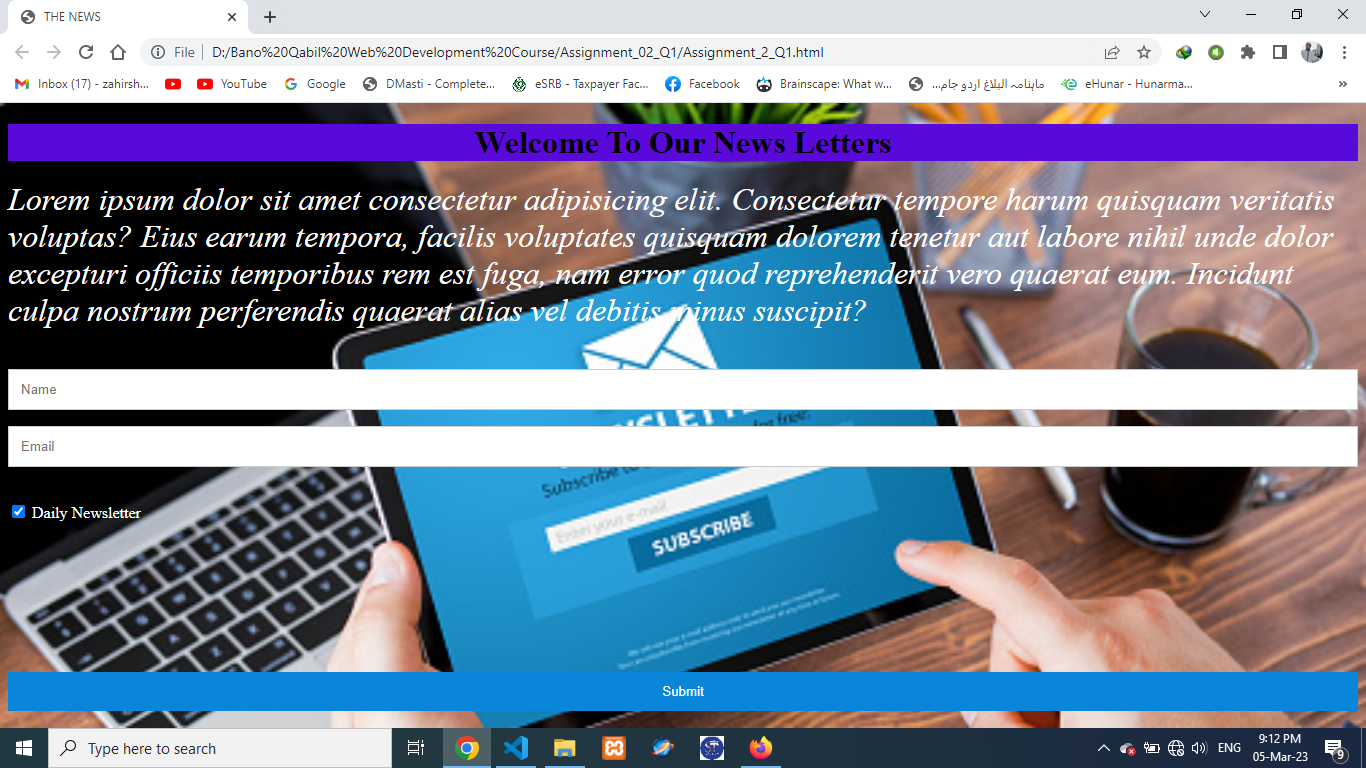 THE NEWS
File D:/Bano%20Qabil%20Web%20Development%20Course/Assignment_02_Q1/Assignment_2_Q1.html
Inbox (17) - zahirsh... YouTube Google DMasti - Complete... eSRB - Taxpayer Fac... Facebook Brainscape: What w... ماہنامہ البلاغ اردو جام... eHunar - Hunarma... »
Welcome To Our News Letters
Lorem ipsum dolor sit amet consectetur adipisicing elit. Consectetur tempore harum quisquam veritatis
voluptas? Eius earum tempora, facilis voluptates quisquam dolorem tenetur aut labore nihil unde dolor
excepturi officiis temporibus rem est fuga, nam error quod reprehenderit vero quaerat eum. Incidunt
culpa nostrum perferendis quaerat alias vel debitis minus suscipit?
Name
free.
Subscribe to
Email
Enter your e-mail
SUBSCRIBE
Daily Newsletter
Submit
Type here to search
ENG
9:12 PM
05-Mar-23
9